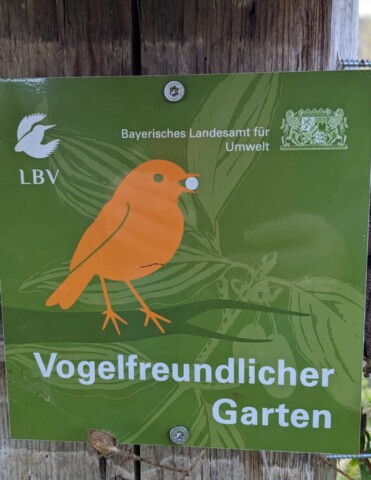 LBV
Bayerisches Landesamt für
Umwelt
Vogelfreundlicher
Garten